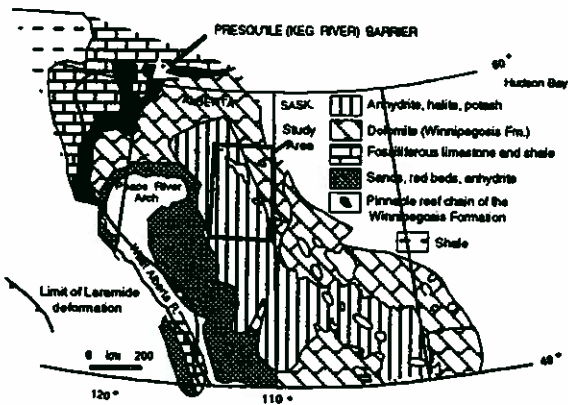 PRESQU'ILE (KEG RIVER) BARRIER
60°
Hudson Bay
ALBERTA
SASK.
Study
Area
Anhydrite, halite, potash
Dolomite (Winnipegosis Fm.)
Fossiliferous limestone and shale
Sands, red beds, anhydrite
Pinnacle reef chain of the
Winnipegosis Formation
Shale
Peace River
Arch
West Alberta R.
Limit of Laramide
deformation
0 km 200
120°
110°